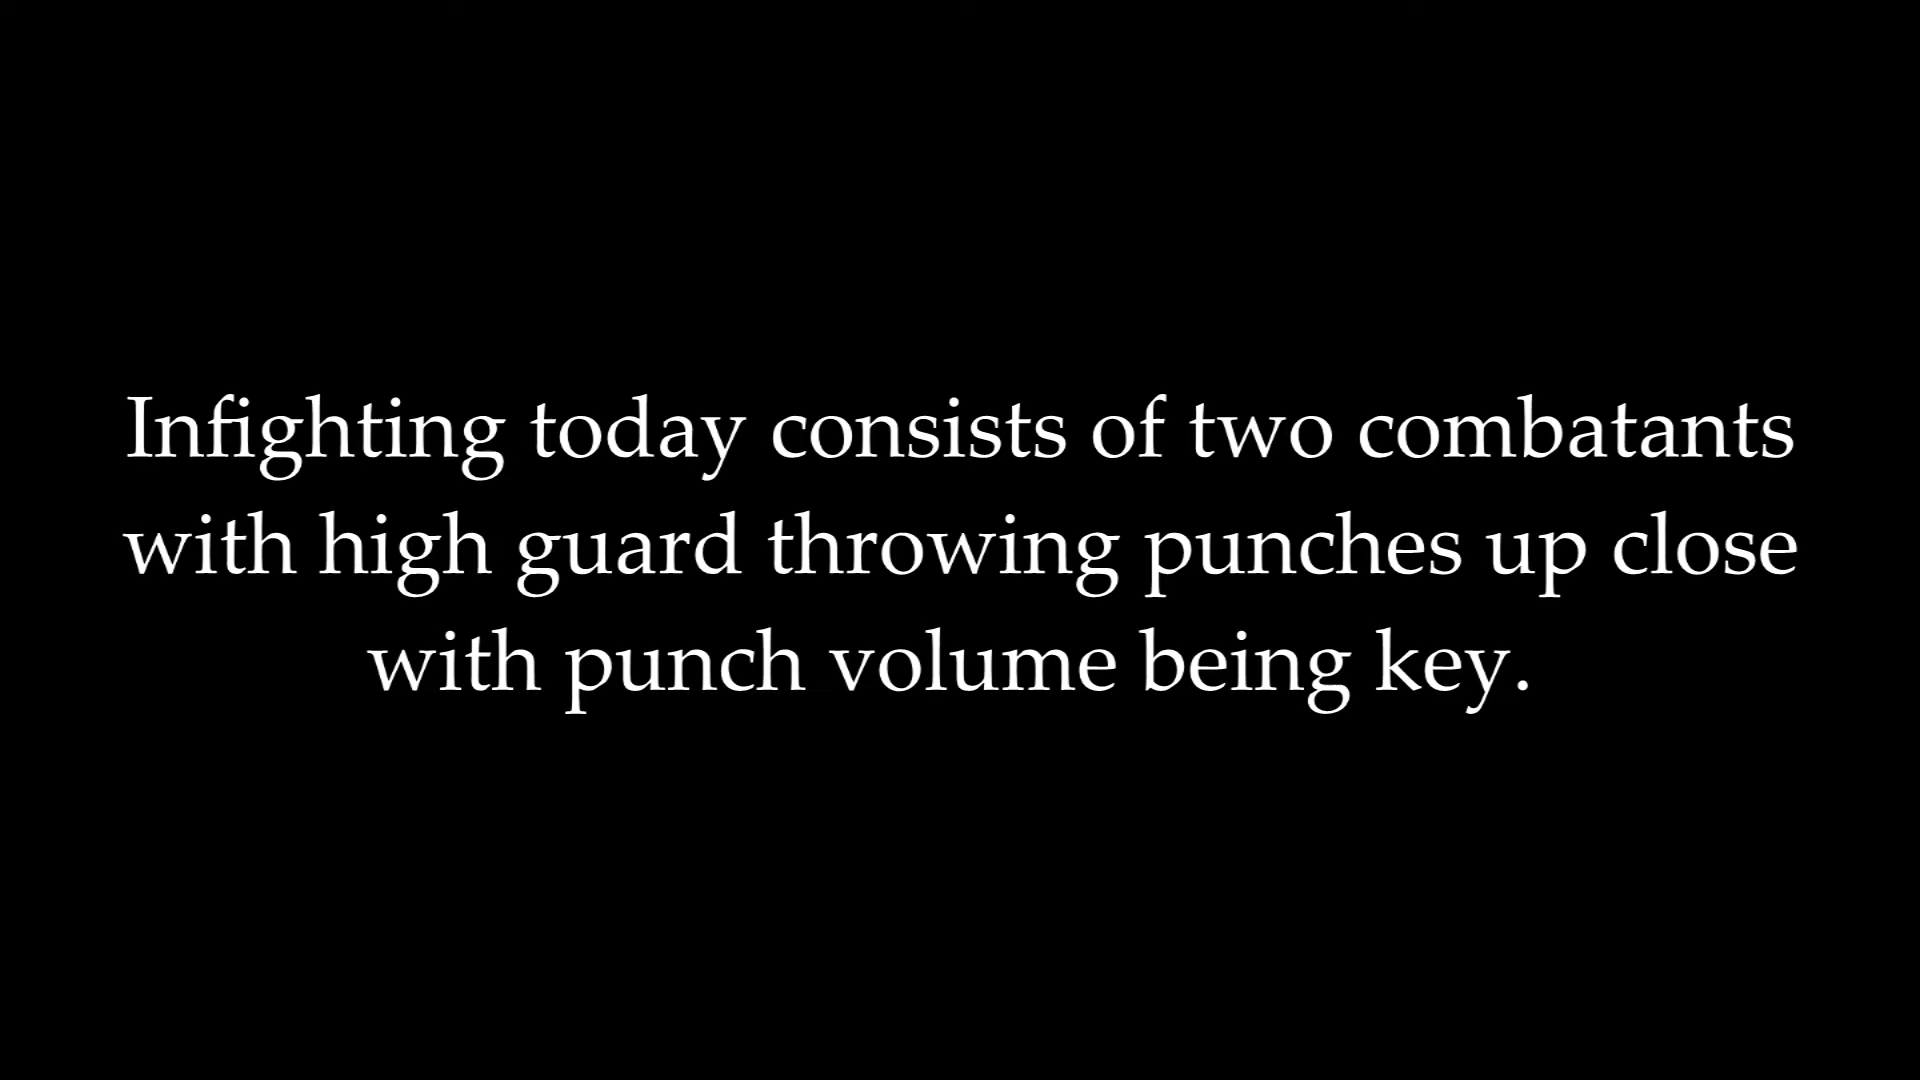 Infighting today consists of two combatants
with high guard throwing punches up close
with punch volume being key.